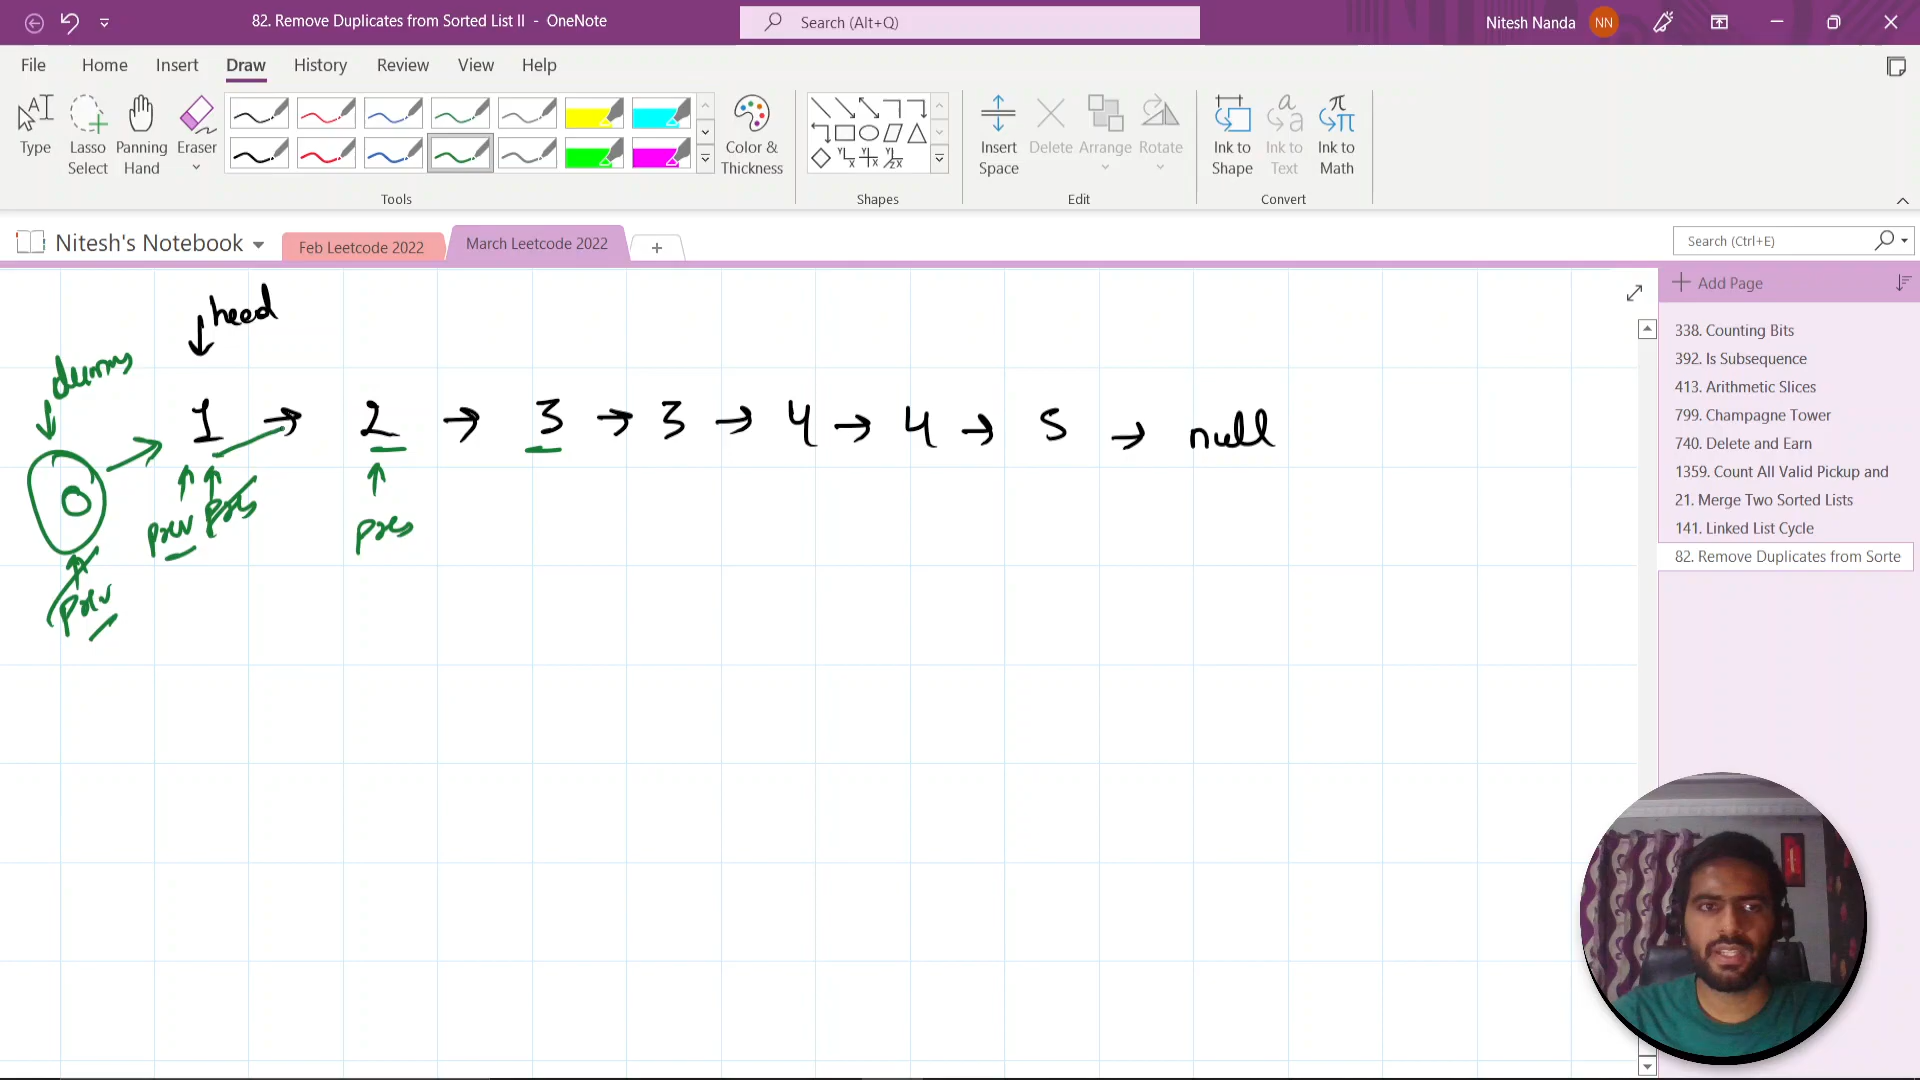 82. Remove Duplicates from Sorted List II - OneNote
Search (Alt+Q)
Nitesh Nanda
NN
File Home Insert Draw History Review View Help
Type
Lasso Select
Panning Hand
Eraser
Color & Thickness
Insert Space
Delete
Arrange
Rotate
Ink to Shape
Ink to Text
Ink to Math
Tools
Shapes
Edit
Convert
Nitesh's Notebook
Feb Leetcode 2022
March Leetcode 2022
Search (Ctrl+E)
Add Page
338. Counting Bits
392. Is Subsequence
413. Arithmetic Slices
799. Champagne Tower
740. Delete and Earn
1359. Count All Valid Pickup and
21. Merge Two Sorted Lists
141. Linked List Cycle
82. Remove Duplicates from Sorte
head
1 → 2 → 3 → 3 → 4 → 4 → 5 → null
0
prev
prev